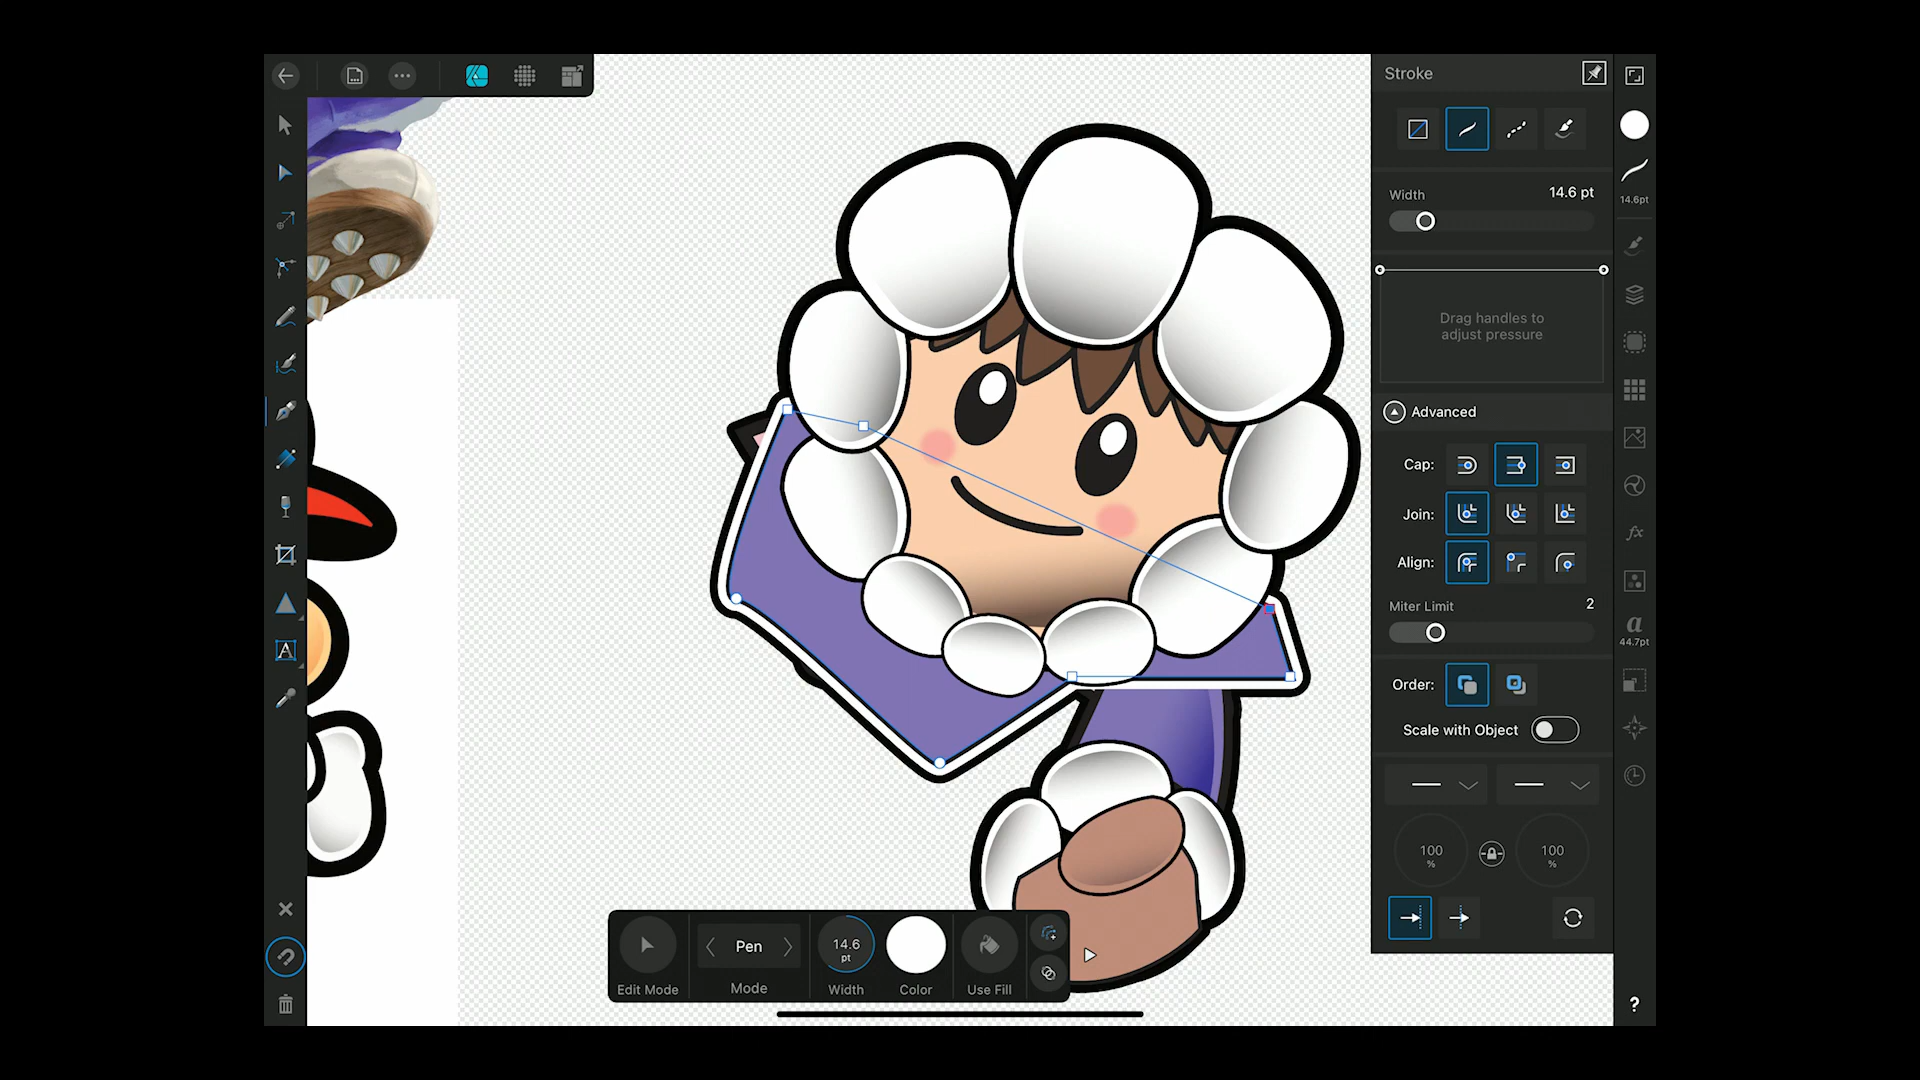 Stroke
Width 14.6 pt
14.6pt
Drag handles to
adjust pressure
Advanced
Cap:
Join:
Align:
Miter Limit 2
a
44.7pt
A
fx
Order:
Scale with Object
100
%
100
%
14.6
pt
Pen
Edit Mode
Mode
Width
Color
Use Fill
?